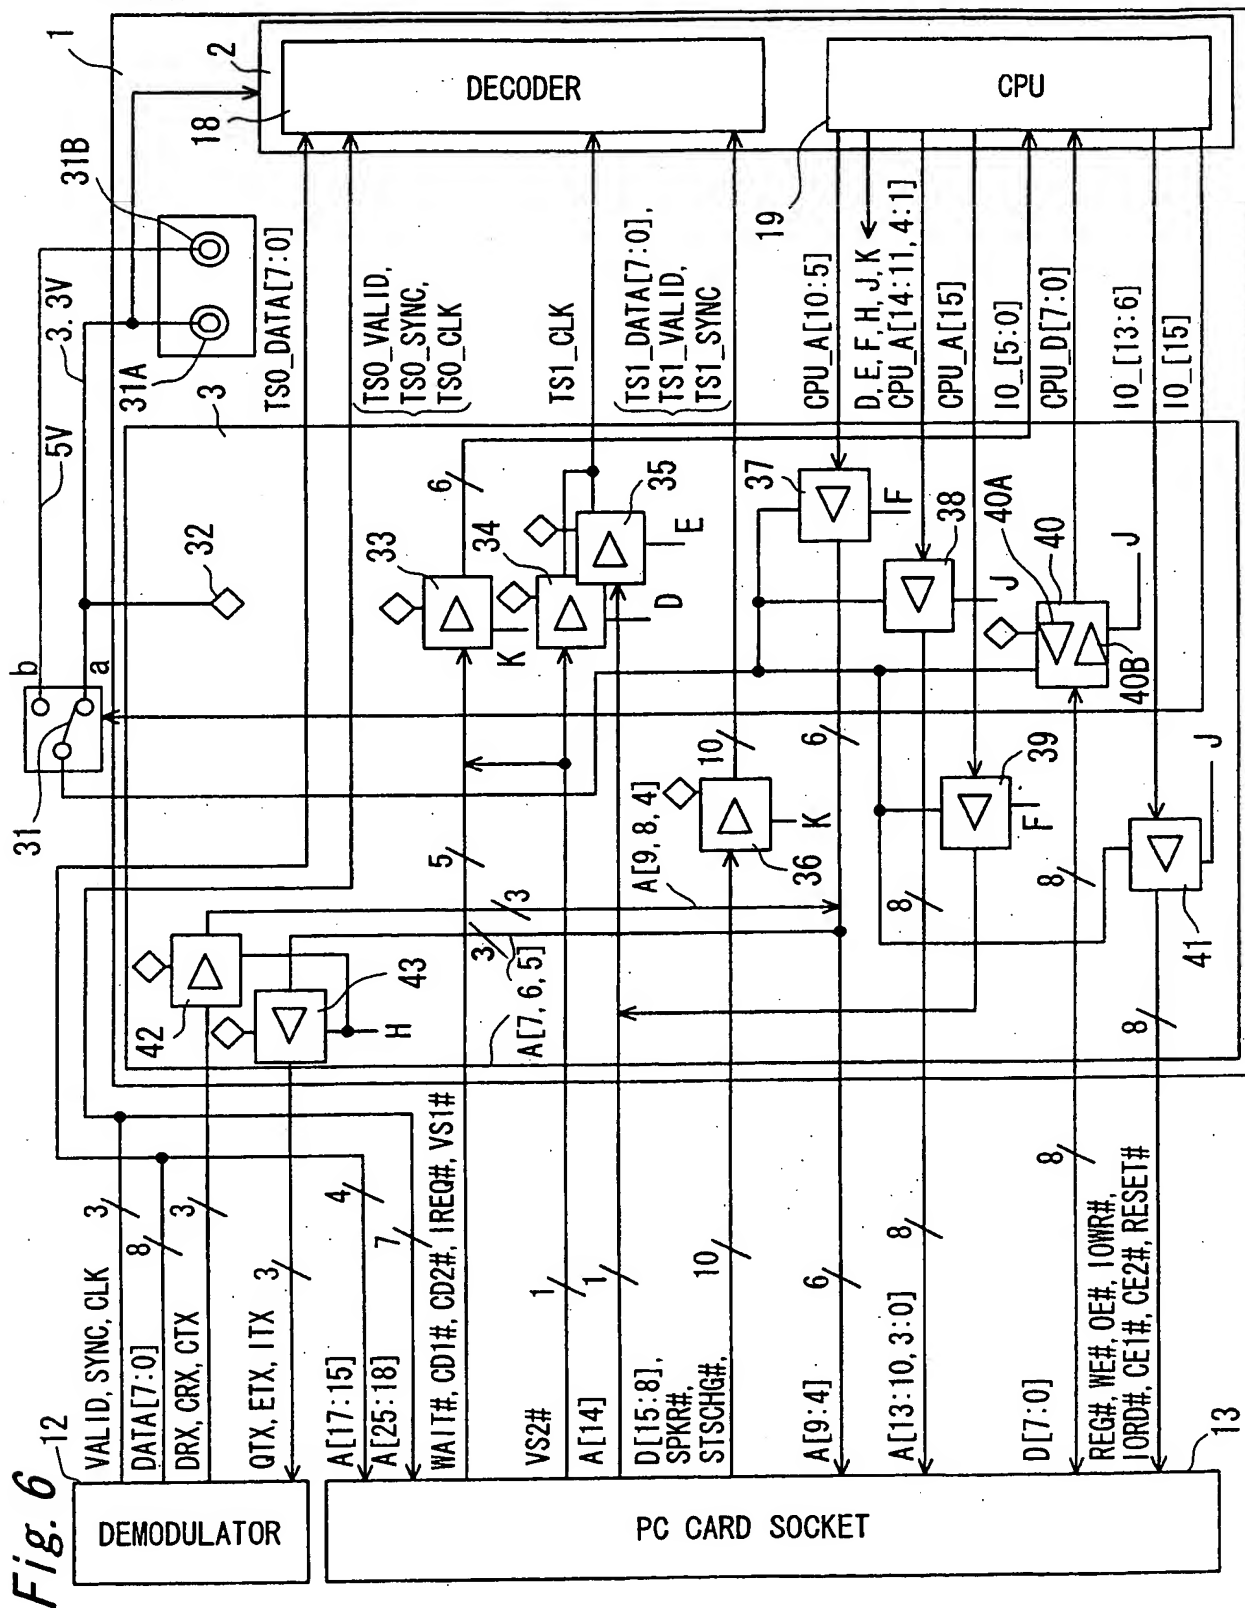 Fig. 6
12
DEMODULATOR
VALID, SYNC, CLK
DATA[7:0]
DRX, CRX, CTX
QTX, ETX, ITX
3
8
3
3
PC CARD SOCKET
13
A[17:15]
A[25:18]
WAIT#, CD1#, CD2#, IREQ#, VS1#
VS2#
A[14]
D[15:8],
SPKR#,
STSCHG#,
A[9:4]
A[13:10, 3:0]
D[7:0]
REG#, WE#, OE#, IOWR#,
IORD#, CE1#, CE2#, RESET#
4
7
1
1
10
6
8
8
8
42
43
H
3
3
A[7, 6, 5]
A[9, 8, 4]
5
36
K
10
6
8
8
41
J
39
F
31
b
a
5V
3.3V
32
33
K
6
34
D
35
E
37
F
38
J
40A
40
40B
J
3
31A
31B
1
TS0_DATA[7:0]
TS0_VALID,
TS0_SYNC,
TS0_CLK
TS1_CLK
TS1_DATA[7:0],
TS1_VALID,
TS1_SYNC
CPU_A[10:5]
D, E, F, H, J, K
CPU_A[14:11, 4:1]
CPU_A[15]
IO_[5:0]
CPU_D[7:0]
IO_[13:6]
IO_[15]
2
18
DECODER
19
CPU